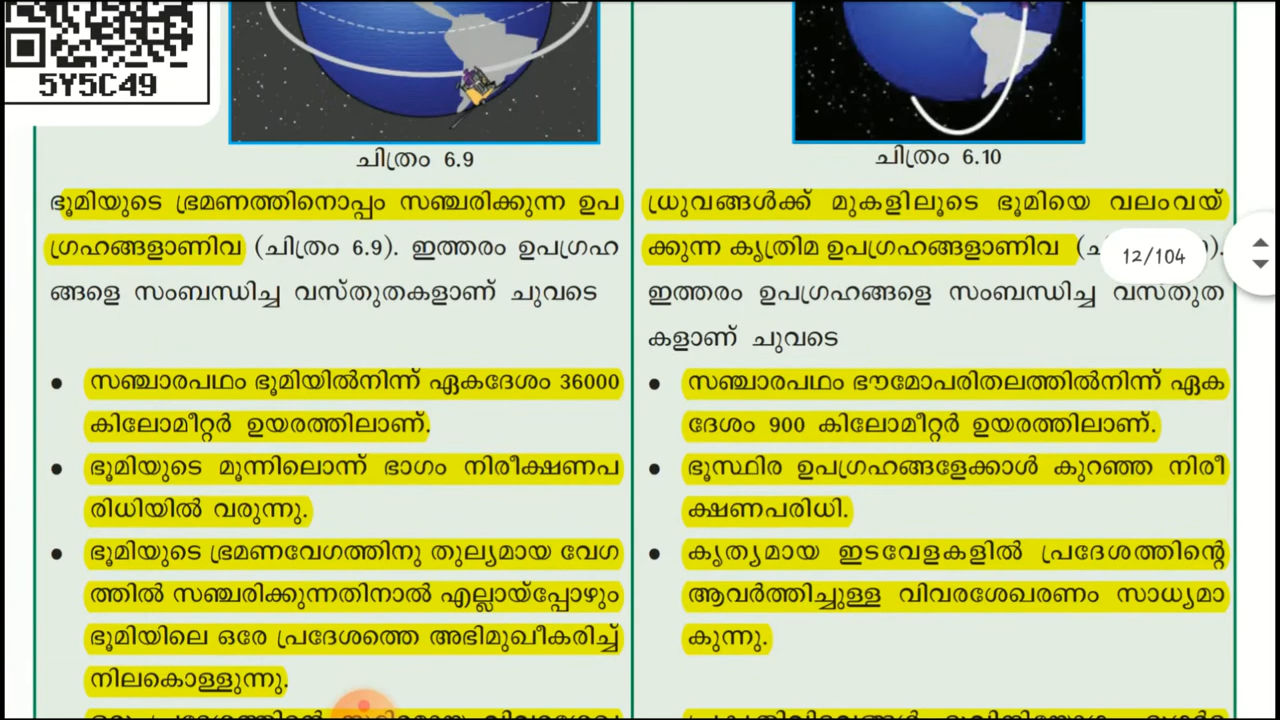 5Y5C49
ചിത്രം 6.9
ഭൂമിയുടെ ഭ്രമണത്തിനൊപ്പം സഞ്ചരിക്കുന്ന ഉപ
ഗ്രഹങ്ങളാണിവ (ചിത്രം 6.9). ഇത്തരം ഉപഗ്രഹ
ങ്ങളെ സംബന്ധിച്ച വസ്തുതകളാണ് ചുവടെ
• സഞ്ചാരപഥം ഭൂമിയിൽനിന്ന് ഏകദേശം 36000
കിലോമീറ്റർ ഉയരത്തിലാണ്.
• ഭൂമിയുടെ മൂന്നിലൊന്ന് ഭാഗം നിരീക്ഷണപ
രിധിയിൽ വരുന്നു.
• ഭൂമിയുടെ ഭ്രമണവേഗത്തിനു തുല്യമായ വേഗ
ത്തിൽ സഞ്ചരിക്കുന്നതിനാൽ എല്ലായ്പ്പോഴും
ഭൂമിയിലെ ഒരേ പ്രദേശത്തെ അഭിമുഖീകരിച്ച്
നിലകൊള്ളുന്നു.
ചിത്രം 6.10
ധ്രുവങ്ങൾക്ക് മുകളിലൂടെ ഭൂമിയെ വലംവയ്
ക്കുന്ന കൃത്രിമ ഉപഗ്രഹങ്ങളാണിവ
12/104
ഇത്തരം ഉപഗ്രഹങ്ങളെ സംബന്ധിച്ച വസ്തുത
കളാണ് ചുവടെ
• സഞ്ചാരപഥം ഭൗമോപരിതലത്തിൽനിന്ന് ഏക
ദേശം 900 കിലോമീറ്റർ ഉയരത്തിലാണ്.
• ഭൂസ്ഥിര ഉപഗ്രഹങ്ങളേക്കാൾ കുറഞ്ഞ നിരീ
ക്ഷണപരിധി.
• കൃത്യമായ ഇടവേളകളിൽ പ്രദേശത്തിന്റെ
ആവർത്തിച്ചുള്ള വിവരശേഖരണം സാധ്യമാ
കുന്നു.